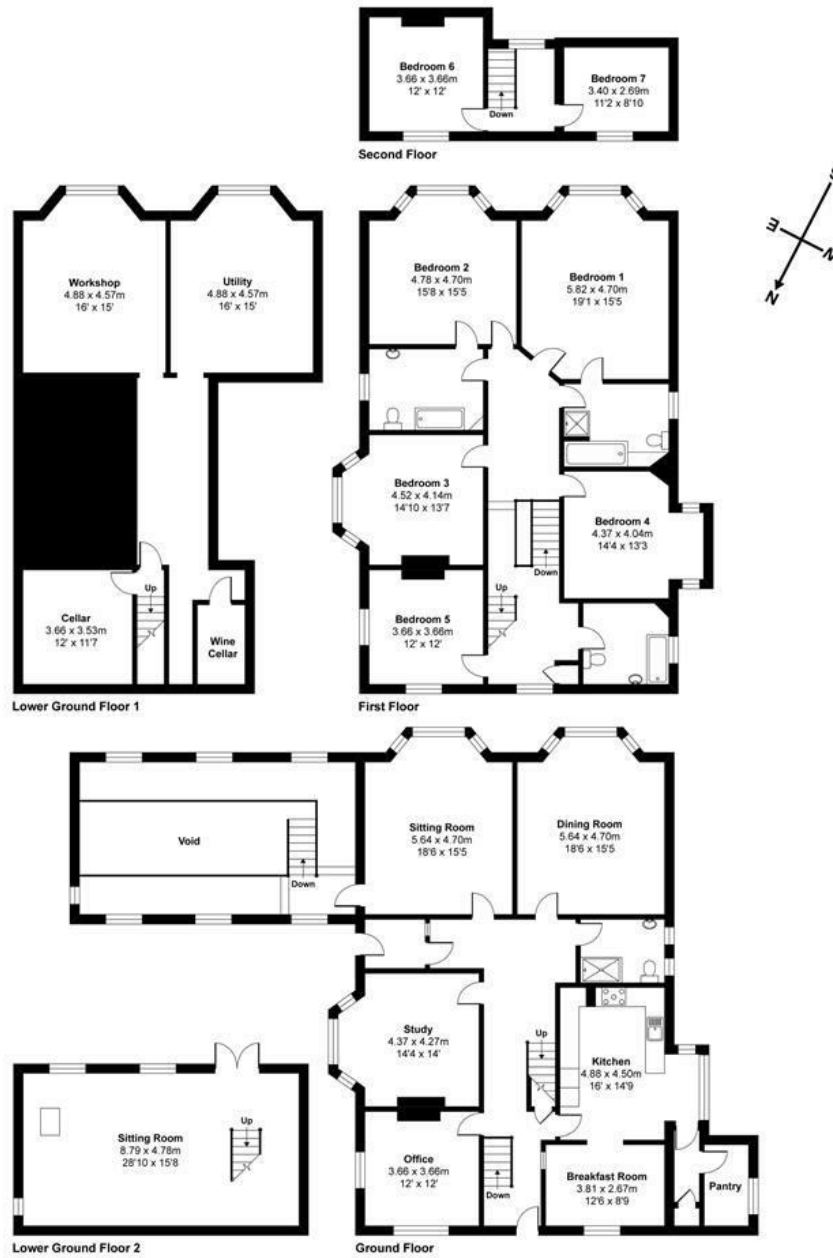 Bedroom 6
3.66 x 3.66m
12' x 12'
Down
Bedroom 7
3.40 x 2.69m
11'2 x 8'10
Second Floor
S
E
W
N
Workshop
4.88 x 4.57m
16' x 15'
Utility
4.88 x 4.57m
16' x 15'
Up
Cellar
3.66 x 3.53m
12' x 11'7
Wine
Cellar
Lower Ground Floor 1
Bedroom 2
4.78 x 4.70m
15'8 x 15'5
Bedroom 1
5.82 x 4.70m
19'1 x 15'5
Bedroom 3
4.52 x 4.14m
14'10 x 13'7
Bedroom 4
4.37 x 4.04m
14'4 x 13'3
Down
Up
Bedroom 5
3.66 x 3.66m
12' x 12'
First Floor
Void
Down
Sitting Room
5.64 x 4.70m
18'6 x 15'5
Dining Room
5.64 x 4.70m
18'6 x 15'5
Study
4.37 x 4.27m
14'4 x 14'
Up
Kitchen
4.88 x 4.50m
16' x 14'9
Office
3.66 x 3.66m
12' x 12'
Down
Breakfast Room
3.81 x 2.67m
12'6 x 8'9
Pantry
Ground Floor
Sitting Room
8.79 x 4.78m
28'10 x 15'8
Up
Lower Ground Floor 2